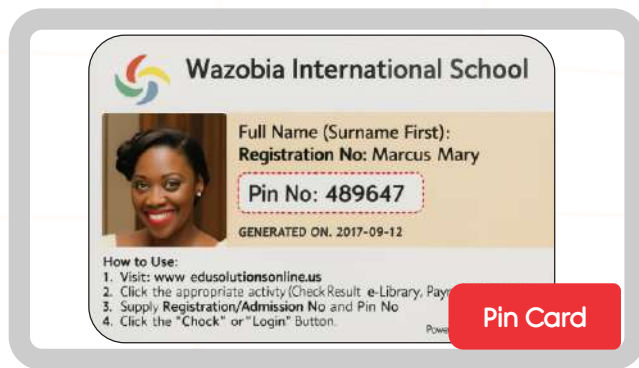 Wazobia International School
Full Name (Surname First):
Registration No: Marcus Mary
Pin No: 489647
GENERATED ON. 2017-09-12
How to Use:
1. Visit: www edusolutionsonline.us
2. Click the appropriate activty (Check Result e-Library,
3. Supply Registration/Admission No and Pin No
4. Click the "Chock" or "Login" Button.
Pin Card